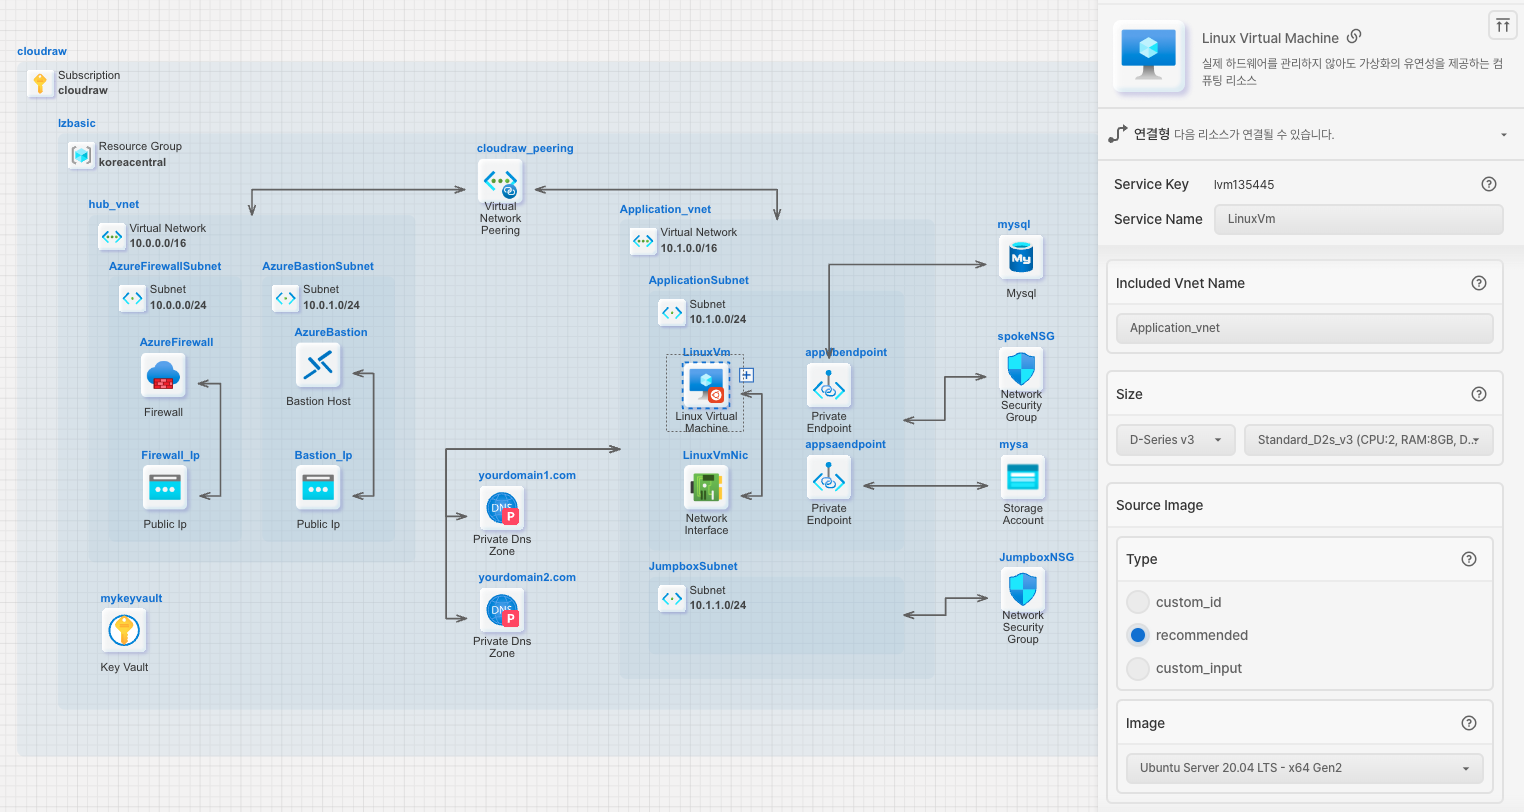 cloudraw
Subscription
cloudraw
lzbasic
Resource Group
koreacentral
cloudraw_peering
Virtual
Network
Peering
hub_vnet
Virtual Network
10.0.0.0/16
AzureFirewallSubnet
Subnet
10.0.0.0/24
AzureBastionSubnet
Subnet
10.0.1.0/24
AzureFirewall
Firewall
AzureBastion
Bastion Host
Firewall_Ip
Public Ip
Bastion_Ip
Public Ip
mykeyvault
Key Vault
yourdomain1.com
DNS
P
Private Dns
Zone
yourdomain2.com
DNS
P
Private Dns
Zone
Application_vnet
Virtual Network
10.1.0.0/16
ApplicationSubnet
Subnet
10.1.0.0/24
LinuxVm
Linux Virtual
Machine
LinuxVmNic
Network
Interface
Private
Endpoint
appsaendpoint
Private
Endpoint
JumpboxSubnet
Subnet
10.1.1.0/24
mysql
My
Mysql
spokeNSG
Network
Security
Group
mysa
Storage
Account
JumpboxNSG
Network
Security
Group
Linux Virtual Machine
실제 하드웨어를 관리하지 않아도 가상화의 유연성을 제공하는 컴
퓨팅 리소스
연결형 다음 리소스가 연결될 수 있습니다.
Service Key lvm135445
Service Name LinuxVm
Included Vnet Name
Application_vnet
Size
D-Series v3 Standard_D2s_v3 (CPU:2, RAM:8GB, D...
Source Image
Type
custom_id
recommended
custom_input
Image
Ubuntu Server 20.04 LTS - x64 Gen2